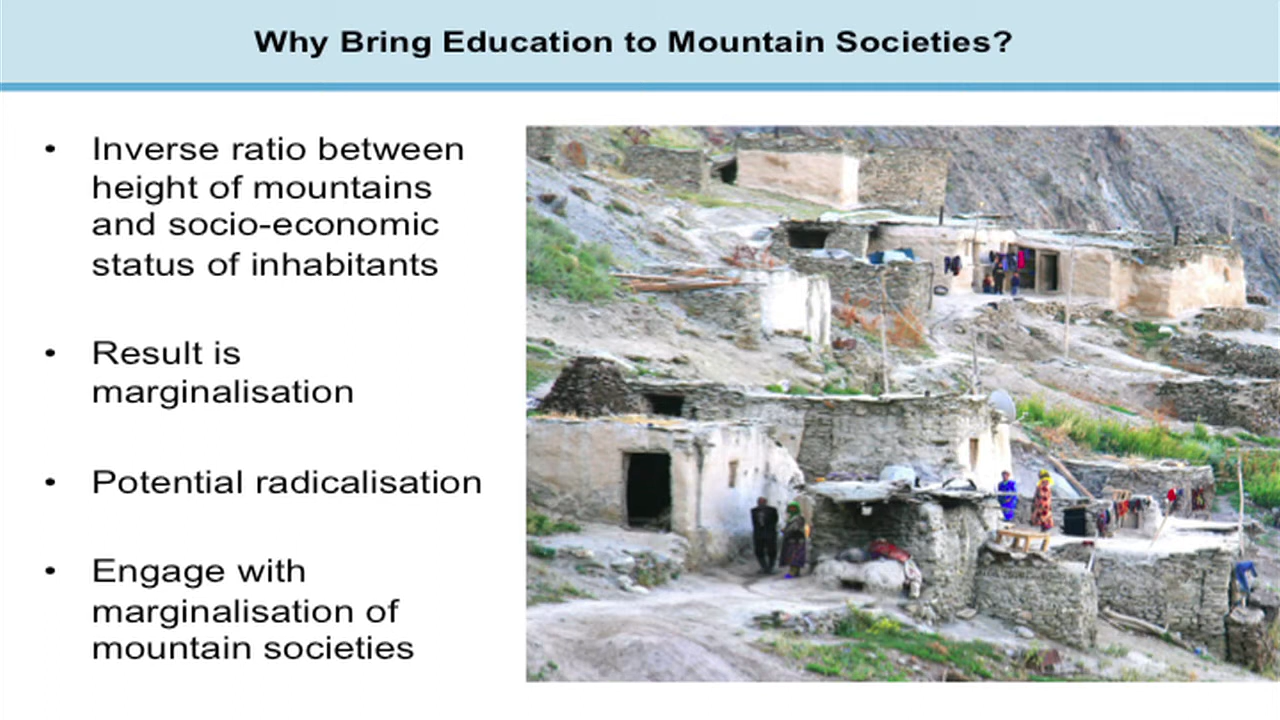 Why Bring Education to Mountain Societies?
• Inverse ratio between
height of mountains
and socio-economic
status of inhabitants
• Result is
marginalisation
• Potential radicalisation
• Engage with
marginalisation of
mountain societies